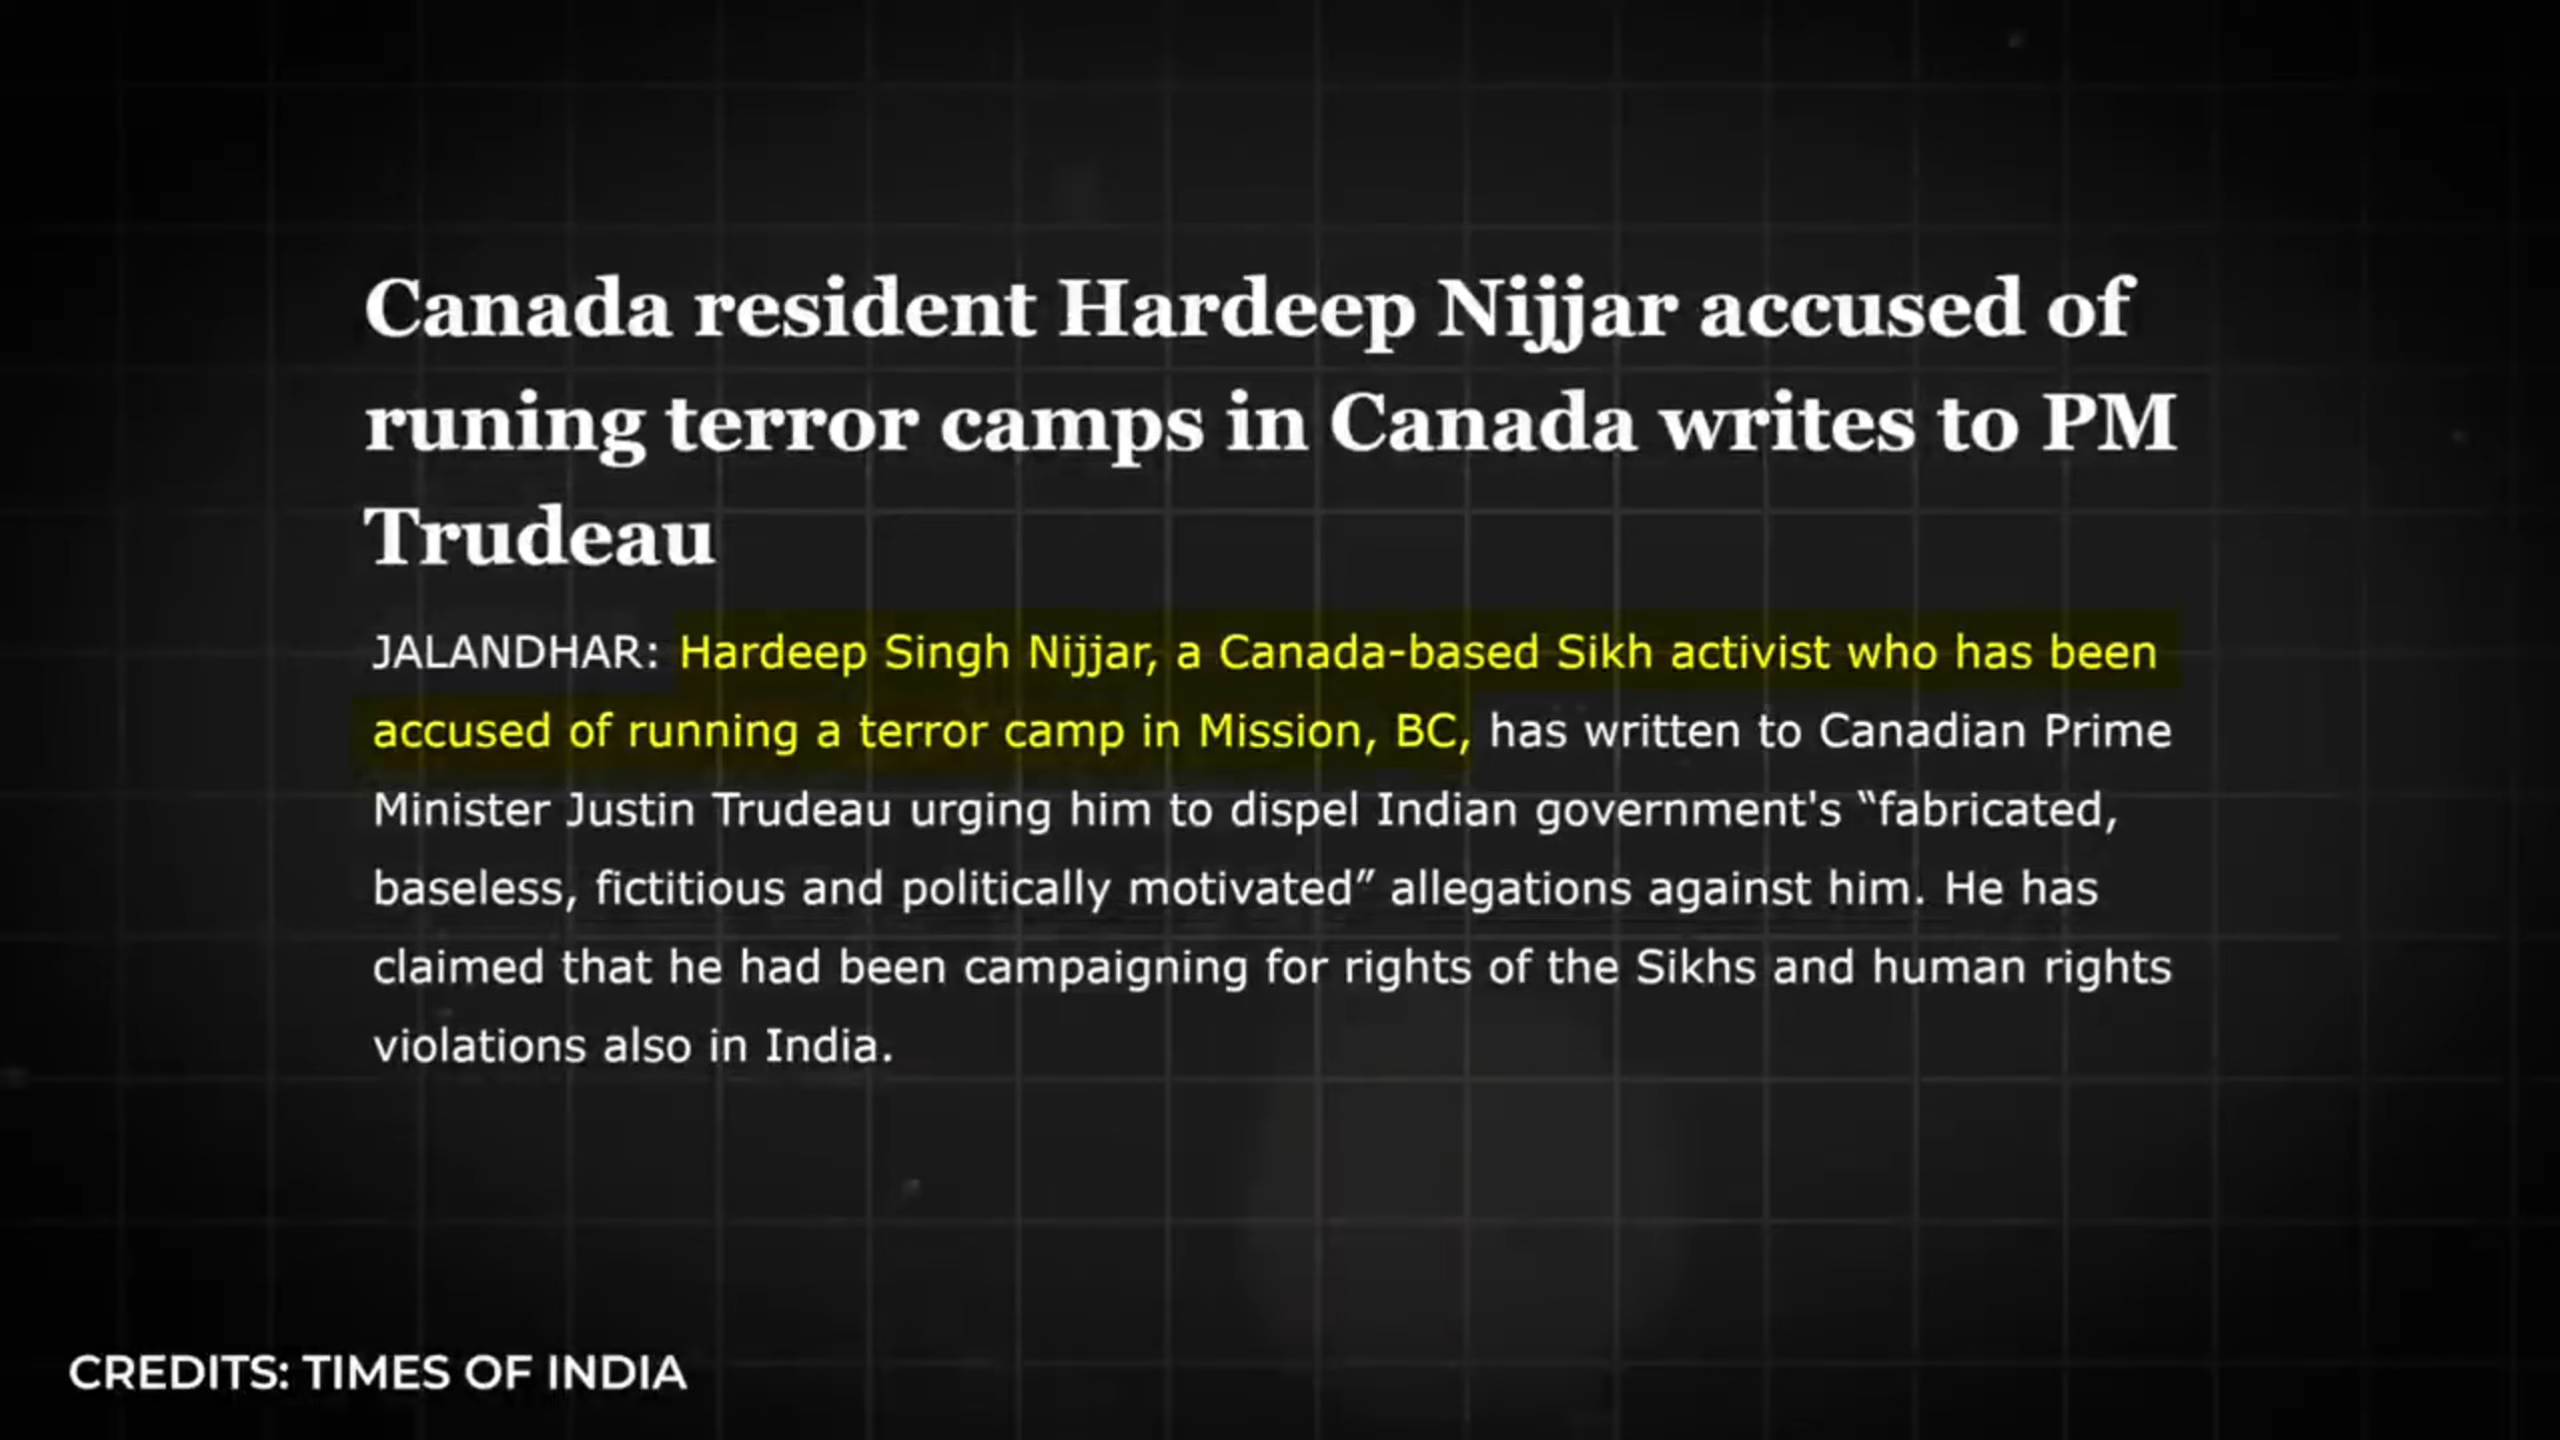 Canada resident Hardeep Nijjar accused of
runing terror camps in Canada writes to PM
Trudeau
JALANDHAR: Hardeep Singh Nijjar, a Canada-based Sikh activist who has been
accused of running a terror camp in Mission, BC, has written to Canadian Prime
Minister Justin Trudeau urging him to dispel Indian government's “fabricated,
baseless, fictitious and politically motivated” allegations against him. He has
claimed that he had been campaigning for rights of the Sikhs and human rights
violations also in India.
CREDITS: TIMES OF INDIA